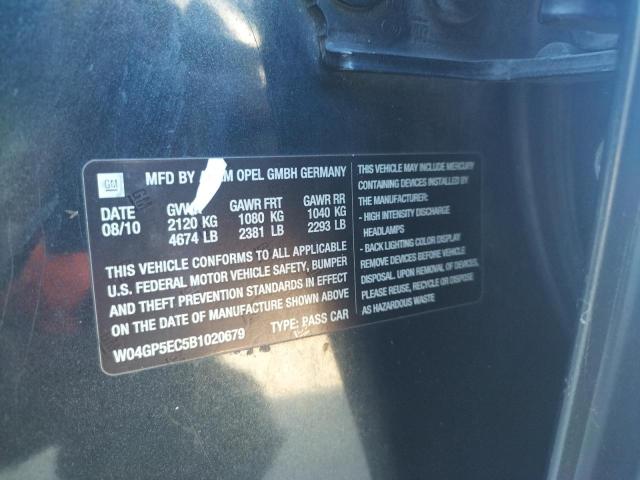 GM
MFD BY M OPEL GMBH GERMANY
DATE GVWR GAWR FRT GAWR RR
08/10 2120 KG 1080 KG 1040 KG
4674 LB 2381 LB 2293 LB
THIS VEHICLE CONFORMS TO ALL APPLICABLE
U.S. FEDERAL MOTOR VEHICLE SAFETY, BUMPER
AND THEFT PREVENTION STANDARDS IN EFFECT
ON THE DATE OF MANUFACTURE SHOWN ABOVE
W04GP5EC5B1020679 TYPE: PASS CAR
THIS VEHICLE MAY INCLUDE MERCURY
CONTAINING DEVICES INSTALLED BY
THE MANUFACTURER:
- HIGH INTENSITY DISCHARGE
HEADLAMPS
- BACK LIGHTING COLOR DISPLAY
REMOVE DEVICES BEFORE VEHICLE
DISPOSAL. UPON REMOVAL OF DEVICES,
PLEASE REUSE, RECYCLE OR DISPOSE
AS HAZARDOUS WASTE